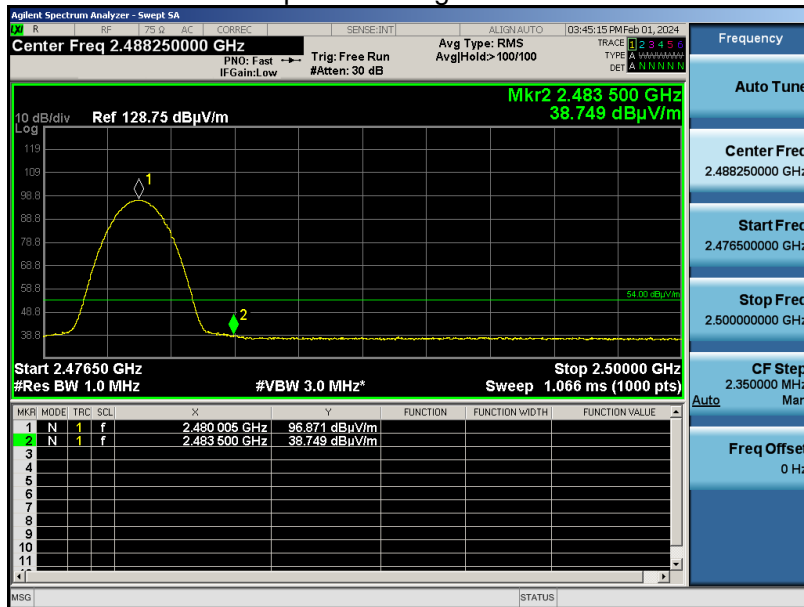 Agilent Spectrum Analyzer - Swept SA
LXI R RF 75 Ω AC CORREC SENSE:INT ALIGN AUTO 03:45:15 PM Feb 01, 2024
Center Freq 2.488250000 GHz
PNO: Fast
IFGain:Low
Trig: Free Run
#Atten: 30 dB
Avg Type: RMS
Avg|Hold:>100/100
TRACE 1 2 3 4 5 6
TYPE A
DET A N N N N N
Frequency
Mkr2 2.483 500 GHz
38.749 dBµV/m
10 dB/div Ref 128.75 dBµV/m
Log
119
109
98.8
88.8
78.8
68.8
58.8
48.8
38.8
1
2
54.00 dBµV/m
Start 2.47650 GHz Stop 2.50000 GHz
#Res BW 1.0 MHz #VBW 3.0 MHz* Sweep 1.066 ms (1000 pts)
MKR MODE TRC SCL X Y FUNCTION FUNCTION WIDTH FUNCTION VALUE
1 N 1 f 2.480 005 GHz 96.871 dBµV/m
2 N 1 f 2.483 500 GHz 38.749 dBµV/m
3
4
5
6
7
8
9
10
11
Auto Tune
Center Freq
2.488250000 GHz
Start Freq
2.476500000 GHz
Stop Freq
2.500000000 GHz
CF Step
2.350000 MHz
Auto Man
Freq Offset
0 Hz
MSG STATUS